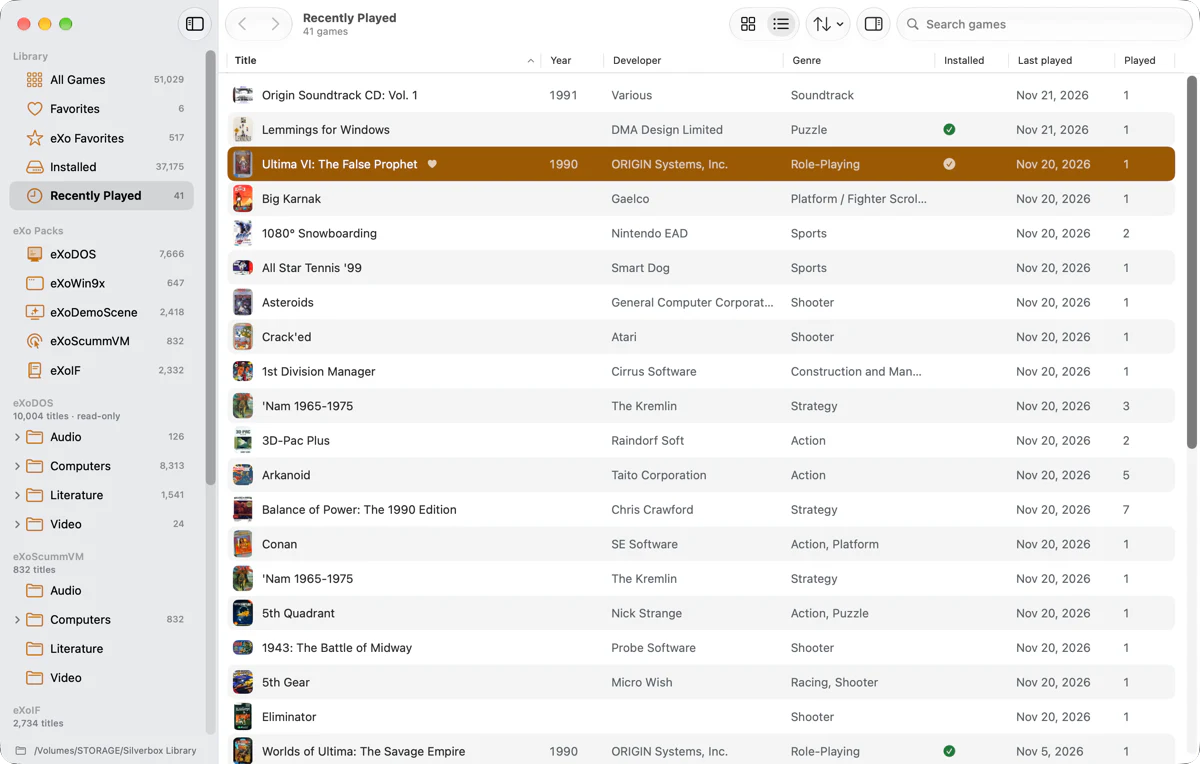 Recently Played
41 games
Search games
Library
All Games 51,029
Favorites 6
eXo Favorites 517
Installed 37,175
Recently Played 41
eXo Packs
eXoDOS 7,666
eXoWin9x 647
eXoDemoScene 2,418
eXoScummVM 832
eXoIF 2,332
eXoDOS
10,004 titles · read-only
Audio 126
Computers 8,313
Literature 1,541
Video 24
eXoScummVM
832 titles
Audio
Computers 832
Literature
Video
eXoIF
2,734 titles
/Volumes/STORAGE/Silverbox Library
Title Year Developer Genre Installed Last played Played
Origin Soundtrack CD: Vol. 1 1991 Various Soundtrack Nov 21, 2026 1
Lemmings for Windows DMA Design Limited Puzzle Nov 21, 2026 1
Ultima VI: The False Prophet 1990 ORIGIN Systems, Inc. Role-Playing Nov 20, 2026 1
Big Karnak Gaelco Platform / Fighter Scrol... Nov 20, 2026 1
1080° Snowboarding Nintendo EAD Sports Nov 20, 2026 2
All Star Tennis '99 Smart Dog Sports Nov 20, 2026 1
Asteroids General Computer Corporat... Shooter Nov 20, 2026 1
Crack'ed Atari Shooter Nov 20, 2026 1
1st Division Manager Cirrus Software Construction and Man... Nov 20, 2026 1
'Nam 1965-1975 The Kremlin Strategy Nov 20, 2026 3
3D-Pac Plus Raindorf Soft Action Nov 20, 2026 2
Arkanoid Taito Corporation Action Nov 20, 2026 5
Balance of Power: The 1990 Edition Chris Crawford Strategy Nov 20, 2026 7
Conan SE Software Action, Platform Nov 20, 2026 1
'Nam 1965-1975 The Kremlin Strategy Nov 20, 2026 1
5th Quadrant Nick Strange Action, Puzzle Nov 20, 2026 1
1943: The Battle of Midway Probe Software Shooter Nov 20, 2026 1
5th Gear Micro Wish Racing, Shooter Nov 20, 2026 1
Eliminator Shooter Nov 20, 2026 1
Worlds of Ultima: The Savage Empire 1990 ORIGIN Systems, Inc. Role-Playing Nov 5, 2026 1